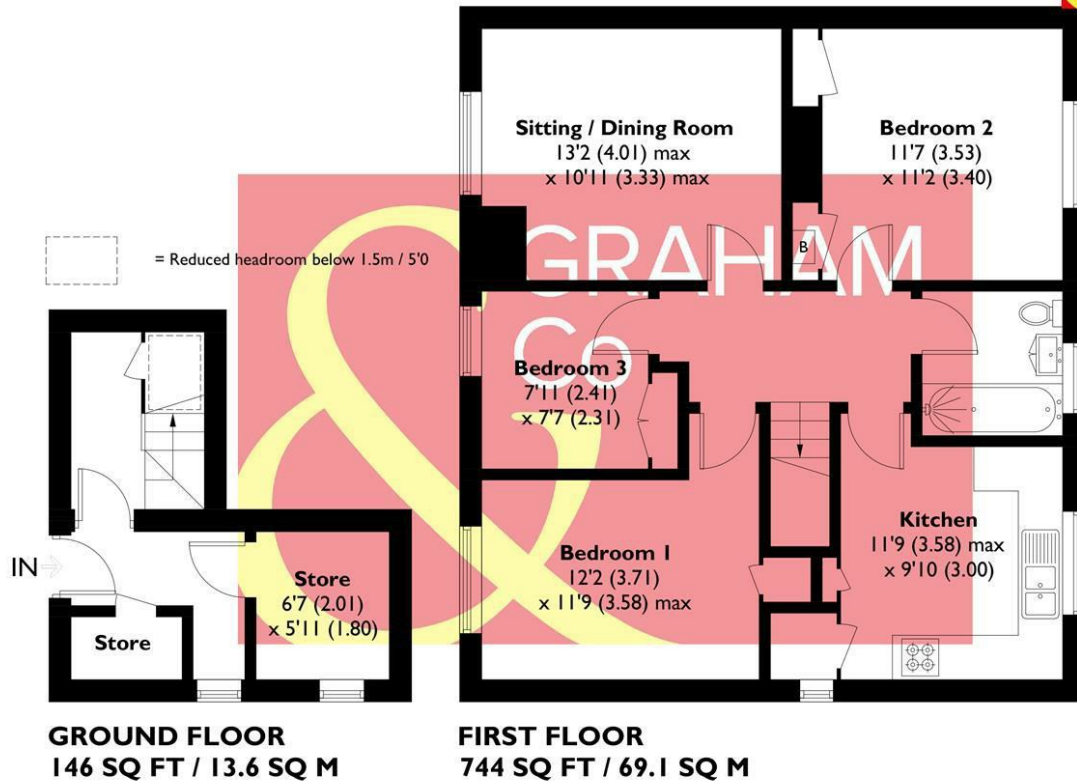 Sitting / Dining Room
13'2 (4.01) max
x 10'11 (3.33) max
Bedroom 2
11'7 (3.53)
x 11'2 (3.40)
= Reduced headroom below 1.5m / 5'0
GRAHAM
& Co
B
Bedroom 3
7'11 (2.41)
x 7'7 (2.31)
Kitchen
11'9 (3.58) max
x 9'10 (3.00)
Bedroom 1
12'2 (3.71)
x 11'9 (3.58) max
IN
Store
6'7 (2.01)
x 5'11 (1.80)
Store
GROUND FLOOR
146 SQ FT / 13.6 SQ M
FIRST FLOOR
744 SQ FT / 69.1 SQ M